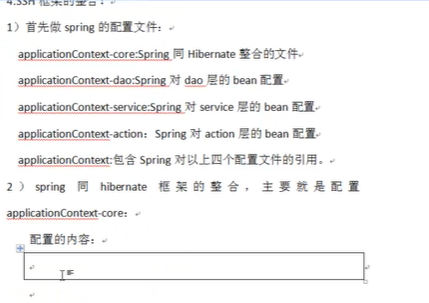 4.SSH 框架的整合：
1）首先做 spring 的配置文件：
applicationContext-core:Spring 同 Hibernate 整合的文件
applicationContext-dao:Spring 对 dao 层的 bean 配置
applicationContext-service:Spring 对 service 层的 bean 配置
applicationContext-action：Spring 对 action 层的 bean 配置
applicationContext:包含 Spring 对以上四个配置文件的引用。
2）spring 同 hibernate 框架的整合，主要就是配置
applicationContext-core：
配置的内容：